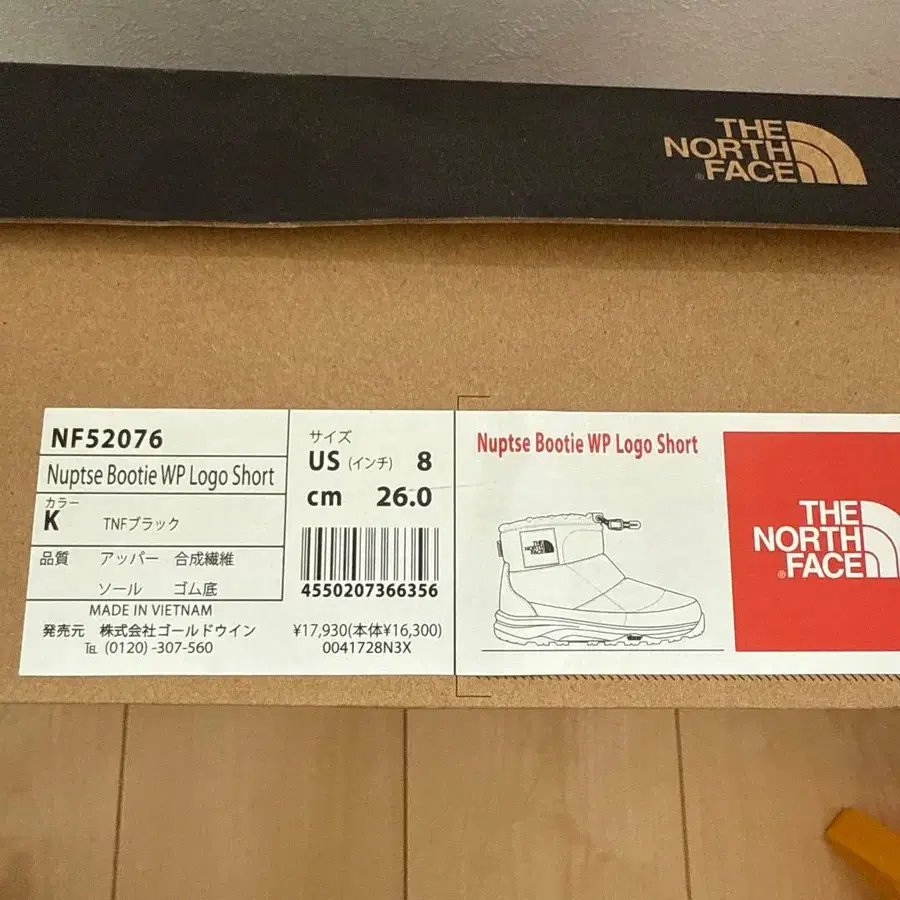 THE
NORTH
FACE
NF52076
Nuptse Bootie WP Logo Short
カラー
K TNFブラック
品質 アッパー 合成繊維
ソール ゴム底
MADE IN VIETNAM
発売元 株式会社ゴールドウイン
℡ (0120) -307-560
サイズ
US (インチ) 8
cm 26.0
4550207366356
¥17,930(本体¥16,300)
0041728N3X
Nuptse Bootie WP Logo Short
THE
NORTH
FACE
THE
NORTH
FACE